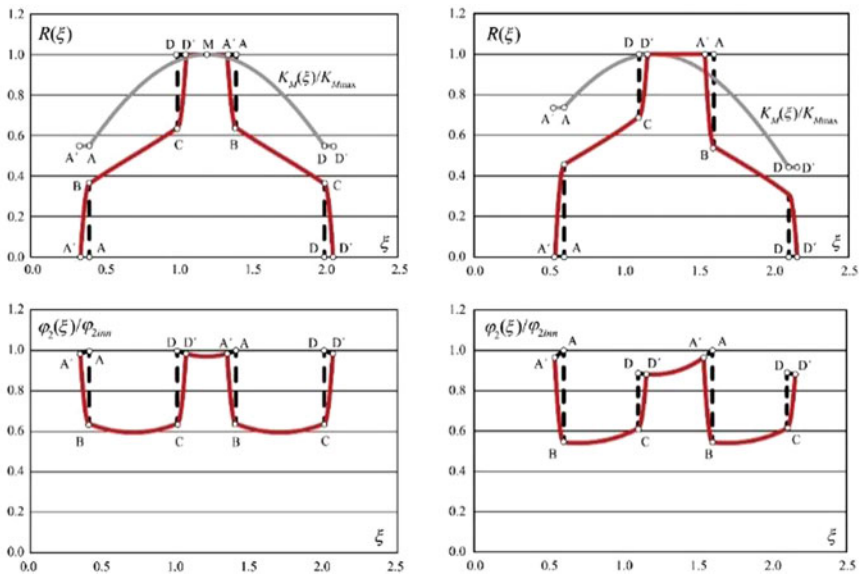 1.2
R(ξ)
D D´ M A´ A
1.0
K_M(ξ)/K_Mmax
0.8
0.6
A´ A D D´
C B
0.4
B C
0.2
A´ A D D´ ξ
0.0
0.0 0.5 1.0 1.5 2.0 2.5
1.2
R(ξ)
D D´ A´ A
1.0
K_M(ξ)/K_Mmax
0.8
A´ A
C
0.6
B
D D´
0.4
0.2
A´ A D D´ ξ
0.0
0.0 0.5 1.0 1.5 2.0 2.5
1.2
φ₂(ξ)/φ₂inn
D D´ A´ A D D´
1.0
A´ A
0.8
0.6
B C B C
0.4
0.2
ξ
0.0
0.0 0.5 1.0 1.5 2.0 2.5
1.2
φ₂(ξ)/φ₂inn
A A´ A
1.0
A´ D D´ D D´
0.8
0.6
B C B C
0.4
0.2
ξ
0.0
0.0 0.5 1.0 1.5 2.0 2.5